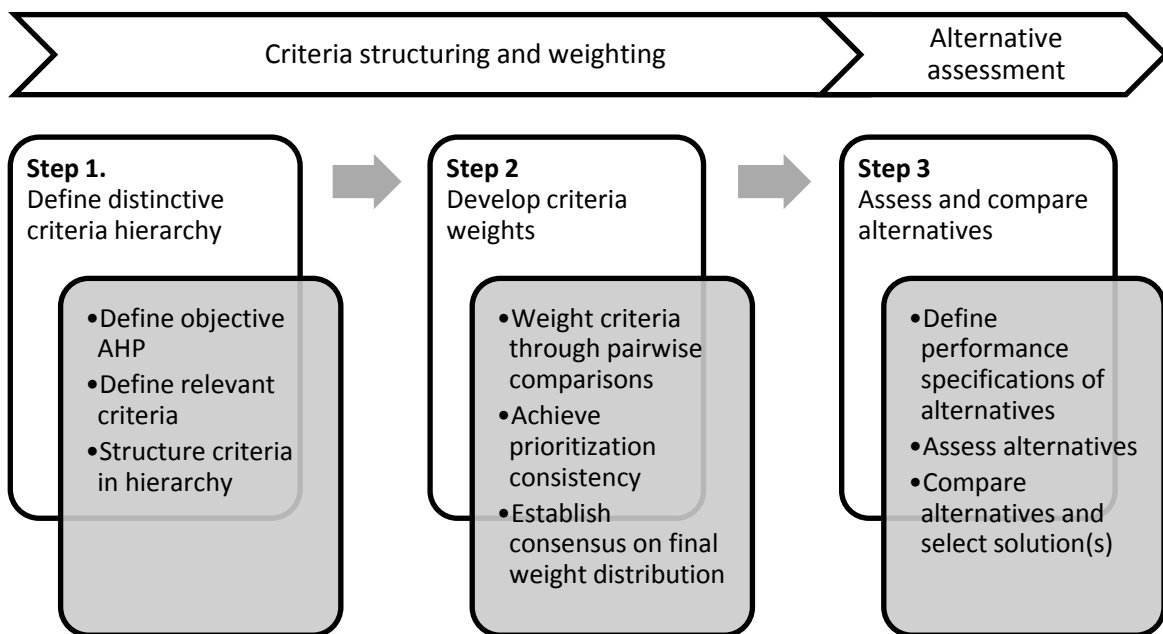 Criteria structuring and weighting
Alternative
assessment
Step 1.
Define distinctive
criteria hierarchy
•Define objective
AHP
•Define relevant
criteria
•Structure criteria
in hierarchy
Step 2
Develop criteria
weights
•Weight criteria
through pairwise
comparisons
•Achieve
prioritization
consistency
•Establish
consensus on final
weight distribution
Step 3
Assess and compare
alternatives
•Define
performance
specifications of
alternatives
•Assess alternatives
•Compare
alternatives and
select solution(s)